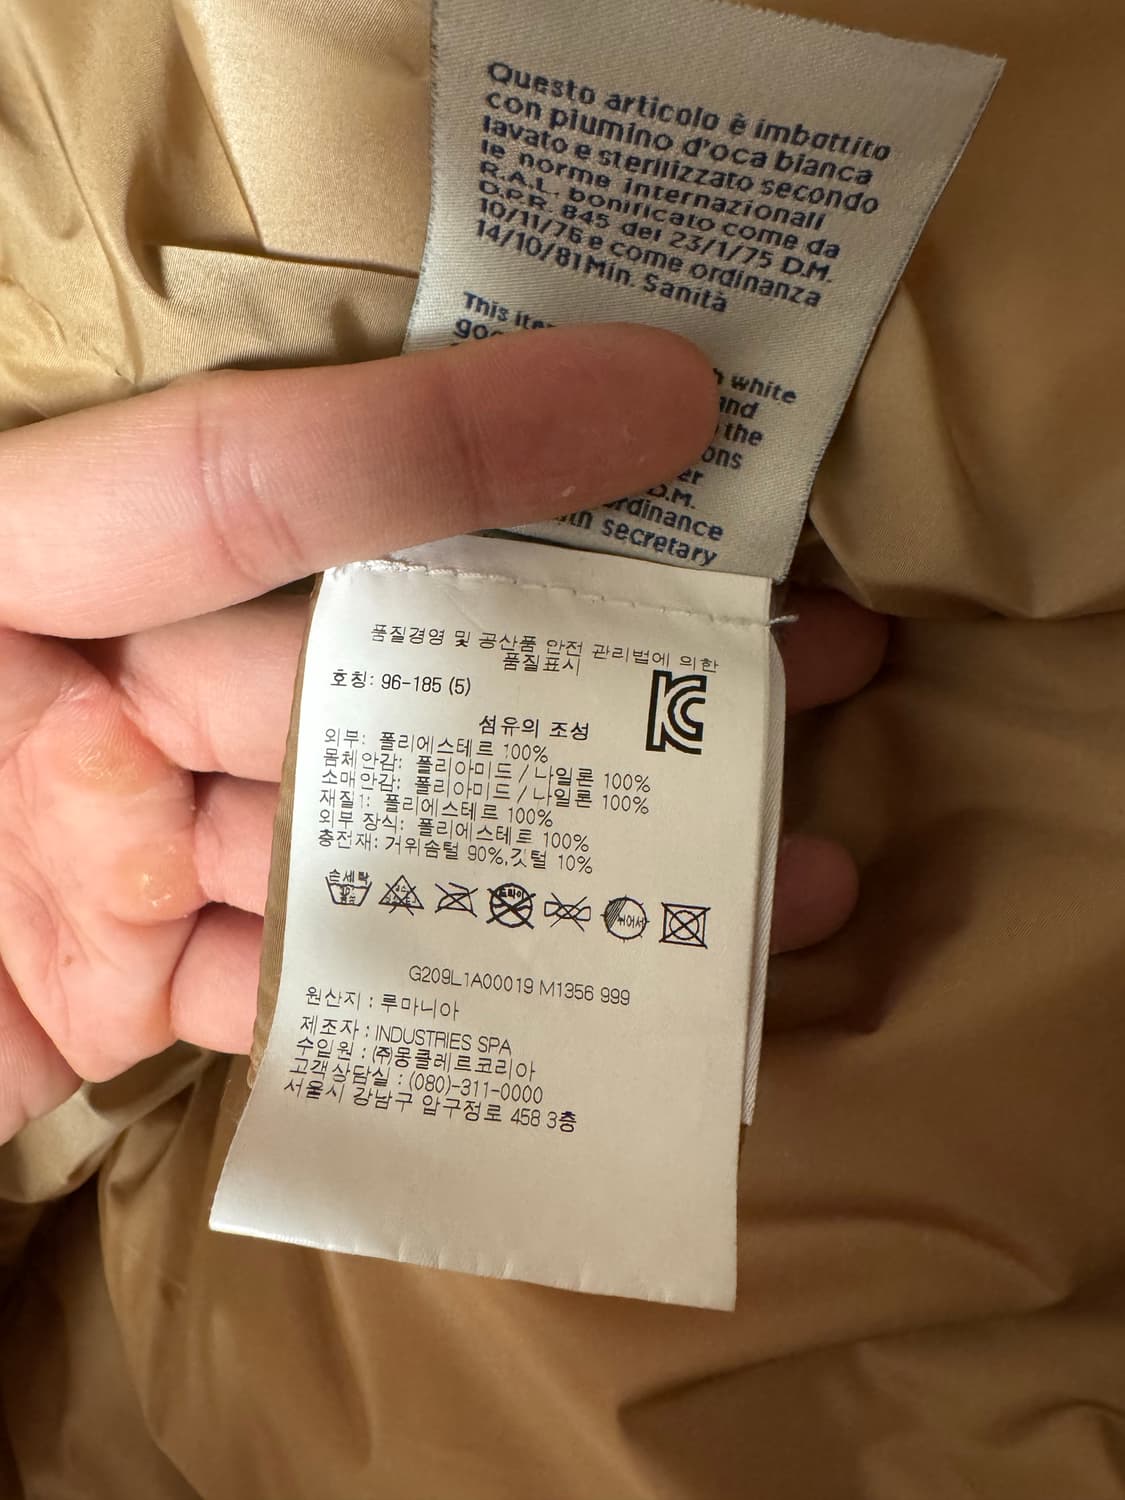 Questo articolo è imbottito
con piumino d'oca bianca
lavato e sterilizzato secondo
le norme internazionali
R.A.L. bonificato come da
D.P.R. 845 del 23/1/75 D.M.
10/11/76 e come ordinanza
14/10/81 Min. Sanità
This
white
and
the
D.M.
ordinance
secretary
품질경영 및 공산품 안전 관리법에 의한
품질표시
호칭: 96-185 (5)
섬유의 조성
외부: 폴리에스테르 100%
몸체안감: 폴리아미드/나일론 100%
소매안감: 폴리아미드/나일론 100%
재질1: 폴리에스테르 100%
외부 장식: 폴리에스테르 100%
충전재: 거위솜털 90%,깃털 10%
손세탁
드라이
뉘어서
G209L1A00019 M1356 999
원산지 : 루마니아
제조자 : INDUSTRIES SPA
수입원 : (주)몽클레르코리아
고객상담실 : (080)-311-0000
서울시 강남구 압구정로 458 3층